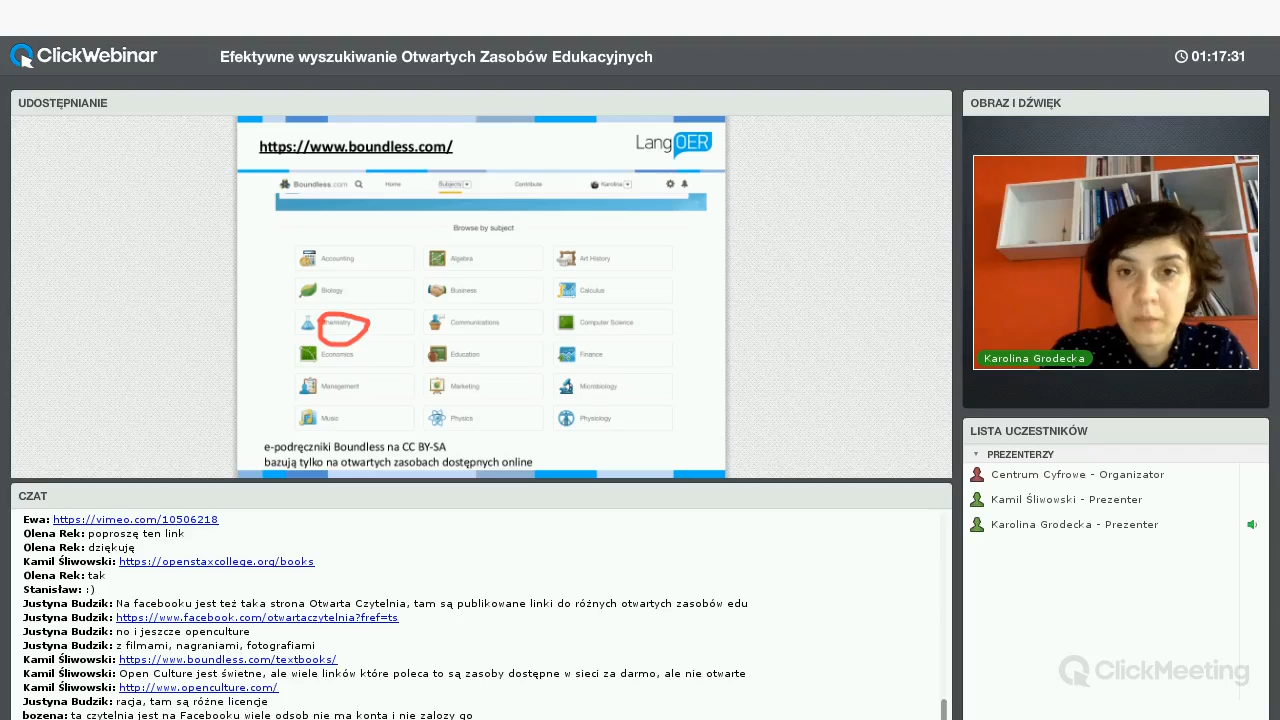 ClickWebinar
Efektywne wyszukiwanie Otwartych Zasobów Edukacyjnych
01:17:31
UDOSTĘPNIANIE
https://www.boundless.com/
LangOER
Boundless.com
Home
Subjects
Contribute
Karolina
Browse by subject
Accounting
Algebra
Art History
Biology
Business
Calculus
Chemistry
Communications
Computer Science
Economics
Education
Finance
Management
Marketing
Microbiology
Music
Physics
Physiology
e-podręczniki Boundless na CC BY-SA
bazują tylko na otwartych zasobach dostępnych online
OBRAZ I DŹWIĘK
Karolina Grodecka
LISTA UCZESTNIKÓW
PREZENTERZY
Centrum Cyfrowe - Organizator
Kamil Śliwowski - Prezenter
Karolina Grodecka - Prezenter
ClickMeeting
CZAT
Ewa: https://vimeo.com/10506218
Olena Rek: poproszę ten link
Olena Rek: dziękuję
Kamil Śliwowski: https://openstaxcollege.org/books
Olena Rek: tak
Stanisław: :)
Justyna Budzik: Na facebooku jest też taka strona Otwarta Czytelnia, tam są publikowane linki do różnych otwartych zasobów edu
Justyna Budzik: https://www.facebook.com/otwartaczytelnia?fref=ts
Justyna Budzik: no i jeszcze openculture
Justyna Budzik: z filmami, nagraniami, fotografiami
Kamil Śliwowski: https://www.boundless.com/textbooks/
Kamil Śliwowski: Open Culture jest świetne, ale wiele linków które poleca to są zasoby dostępne w sieci za darmo, ale nie otwarte
Kamil Śliwowski: http://www.openculture.com/
Justyna Budzik: racja, tam są różne licencje
bozena: ta czytelnia jest na Facebooku wiele odsob nie ma konta i nie zalozy go